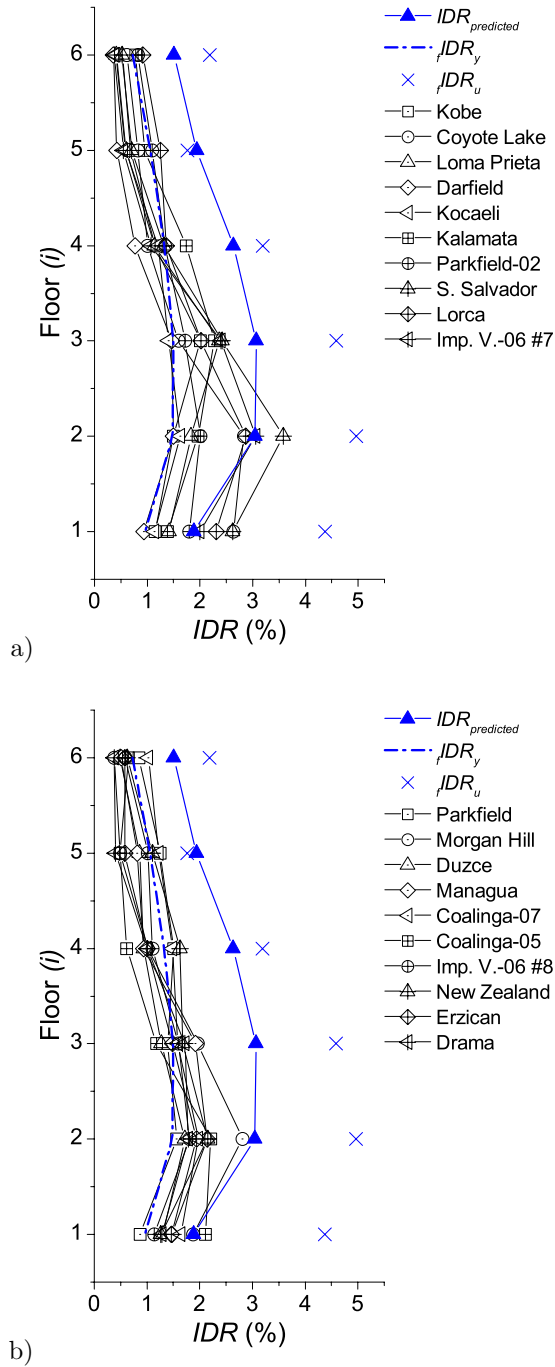 IDRpredicted
fIDRy
fIDRu
Kobe
Coyote Lake
Loma Prieta
Darfield
Kocaeli
Kalamata
Parkfield-02
S. Salvador
Lorca
Imp. V.-06 #7
Floor (i)
6
5
4
3
2
1
0 1 2 3 4 5
IDR (%)
a)
IDRpredicted
fIDRy
fIDRu
Parkfield
Morgan Hill
Duzce
Managua
Coalinga-07
Coalinga-05
Imp. V.-06 #8
New Zealand
Erzican
Drama
Floor (i)
6
5
4
3
2
1
0 1 2 3 4 5
IDR (%)
b)